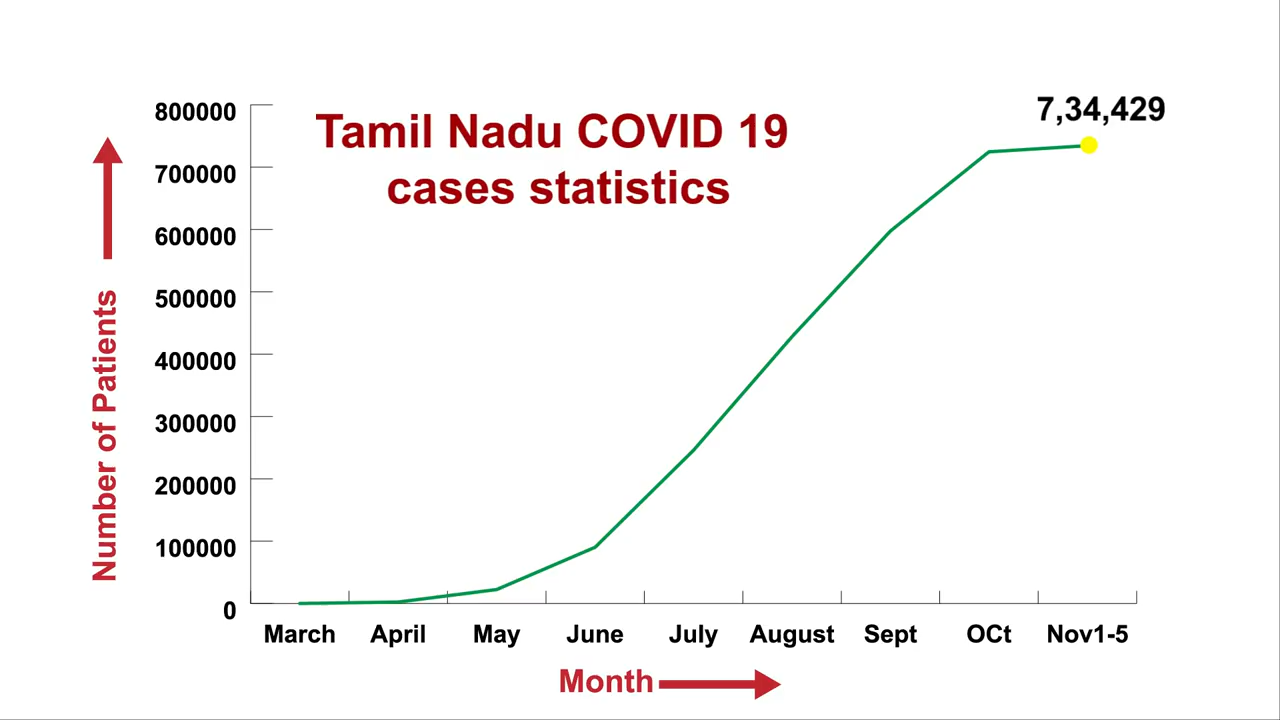 7,34,429
Tamil Nadu COVID 19
cases statistics
Number of Patients
800000
700000
600000
500000
400000
300000
200000
100000
0
March April May June July August Sept OCt Nov1-5
Month